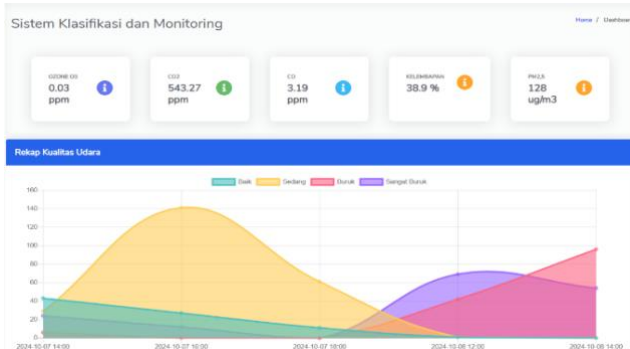 Sistem Klasifikasi dan Monitoring
Home / Dashboar
OZONE O3
0.03
ppm
CO2
543.27
ppm
CO
3.19
ppm
KELEMBAPAN
38.9 %
PM2,5
128
ug/m3
Rekap Kualitas Udara
Baik Sedang Buruk Sangat Buruk
160
140
120
100
80
60
40
20
0
2024-10-07 14:00 2024-10-07 16:00 2024-10-07 18:00 2024-10-08 12:00 2024-10-08 14:00